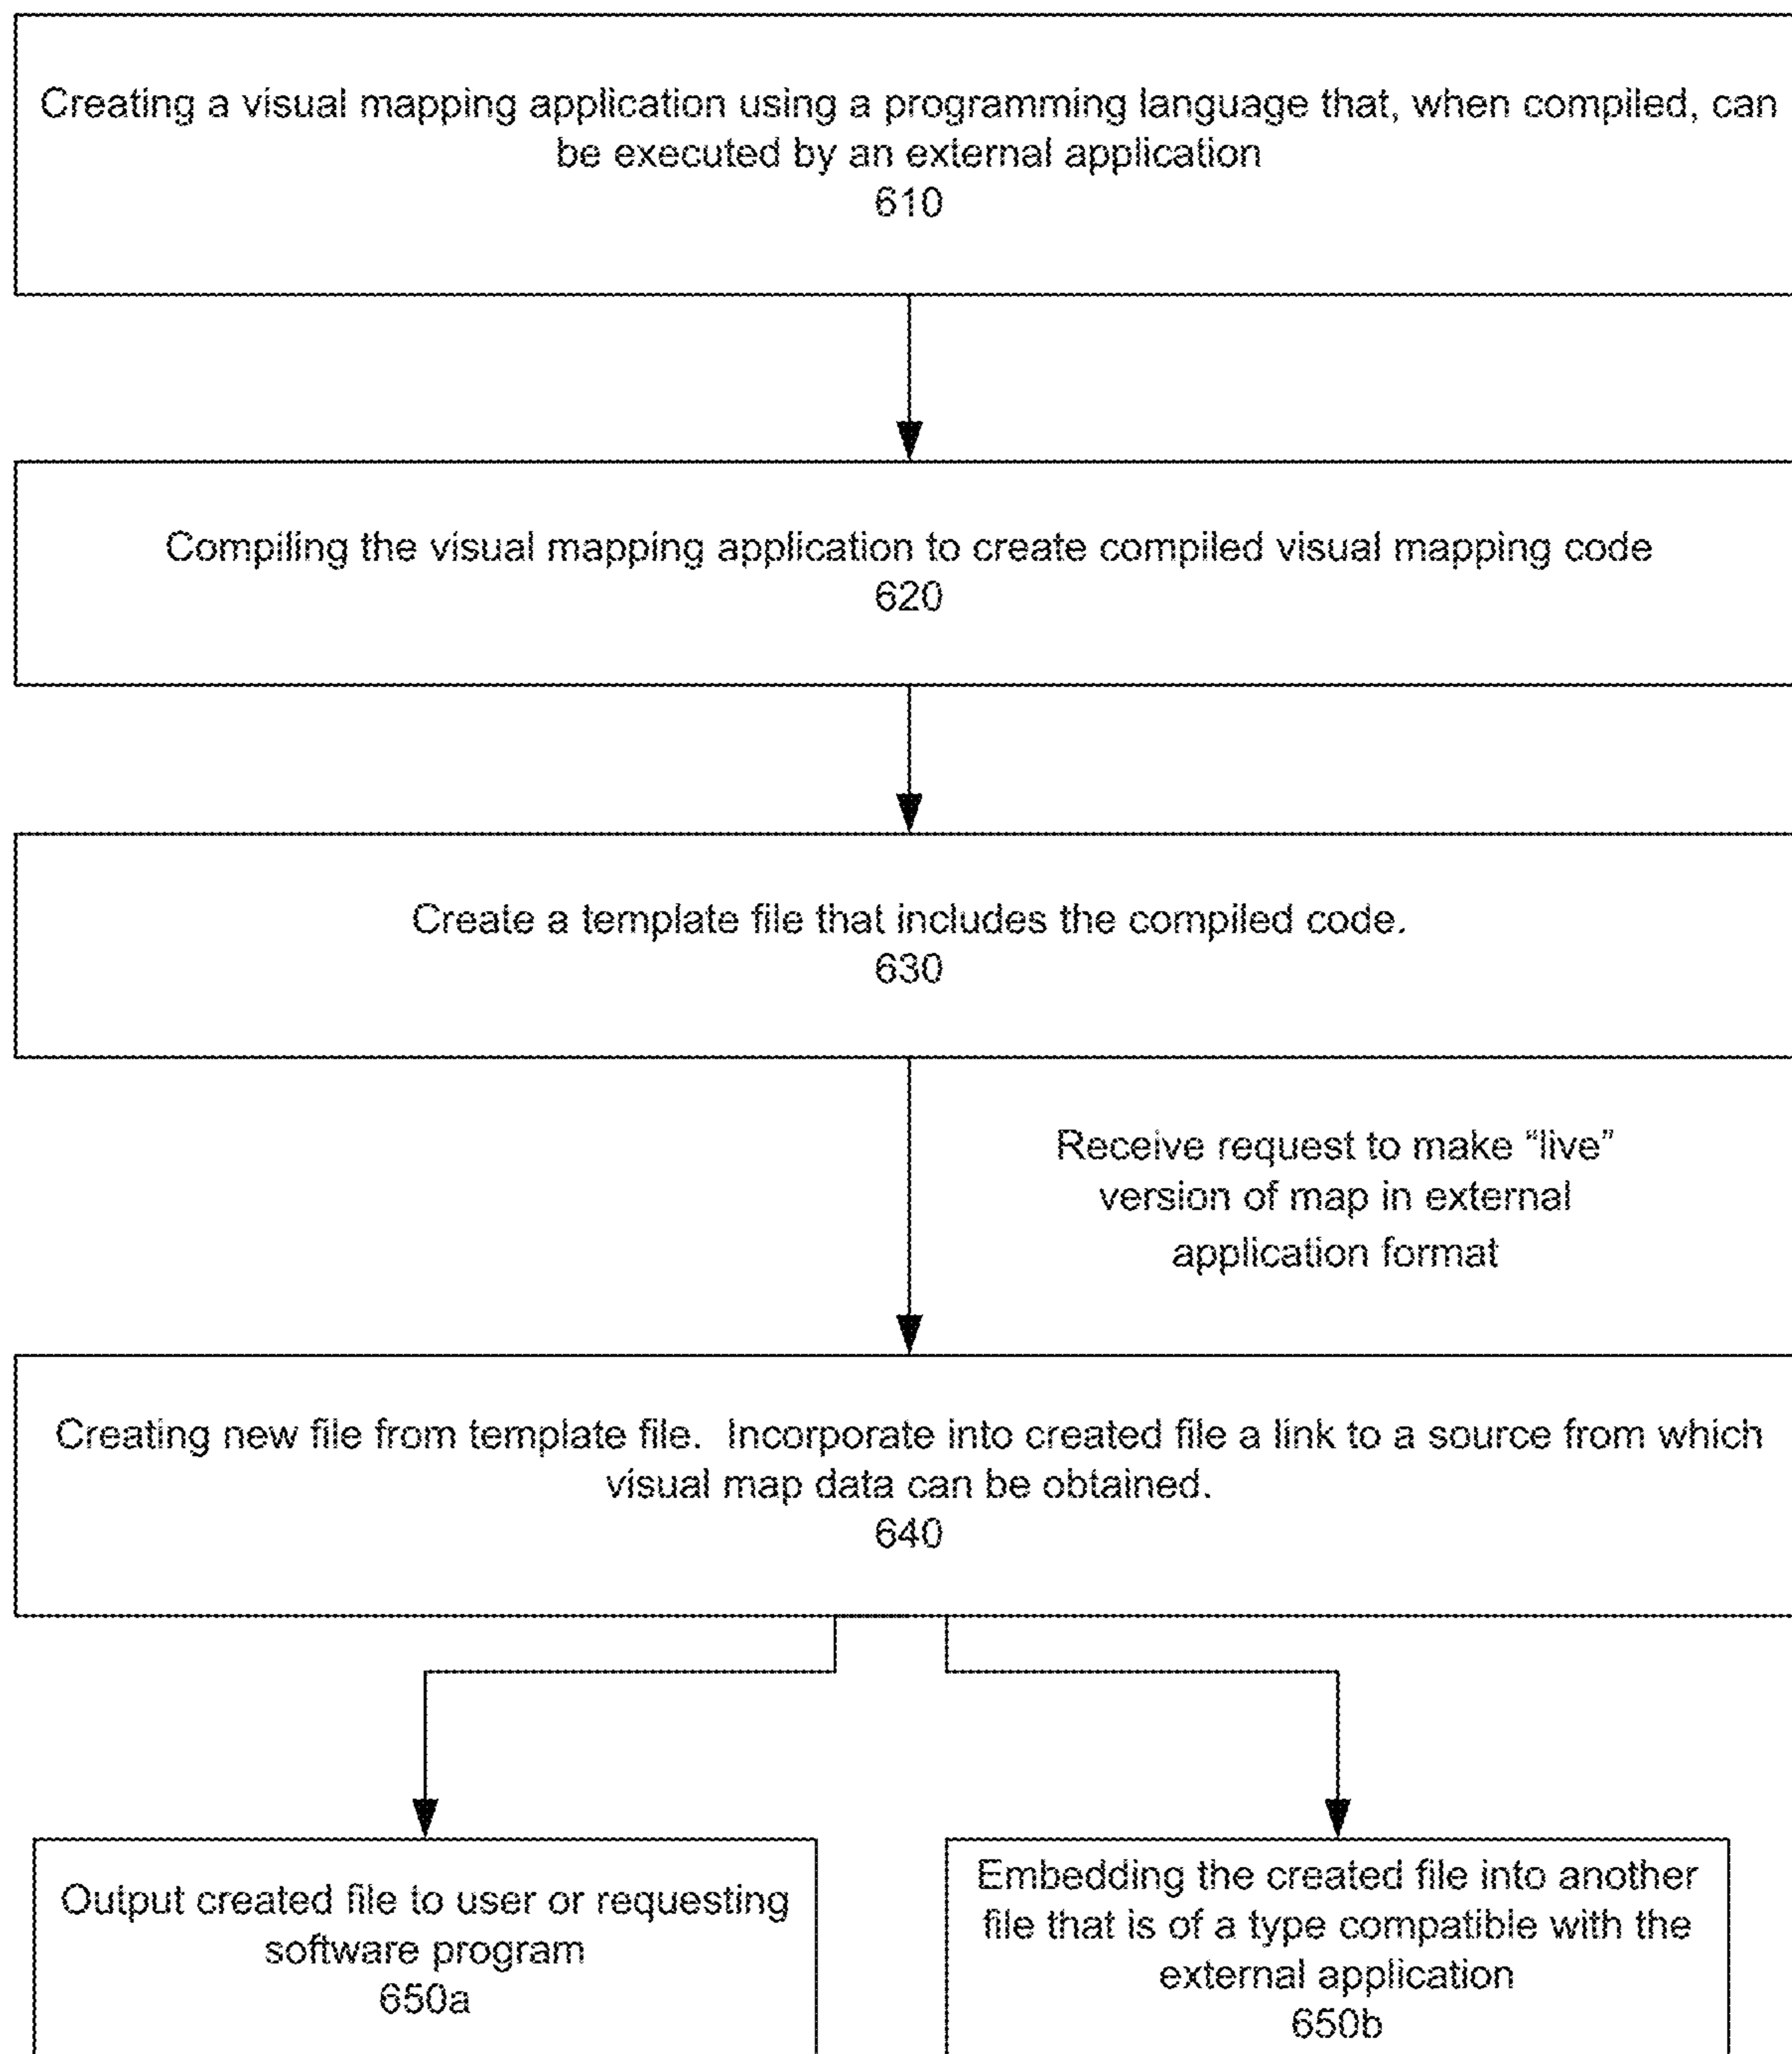 Creating a visual mapping application using a programming language that, when compiled, can
be executed by an external application
610
Compiling the visual mapping application to create compiled visual mapping code
620
Create a template file that includes the compiled code.
630
Receive request to make “live”
version of map in external
application format
Creating new file from template file.  Incorporate into created file a link to a source from which
visual map data can be obtained.
640
Output created file to user or requesting
software program
650a
Embedding the created file into another
file that is of a type compatible with the
external application
650b